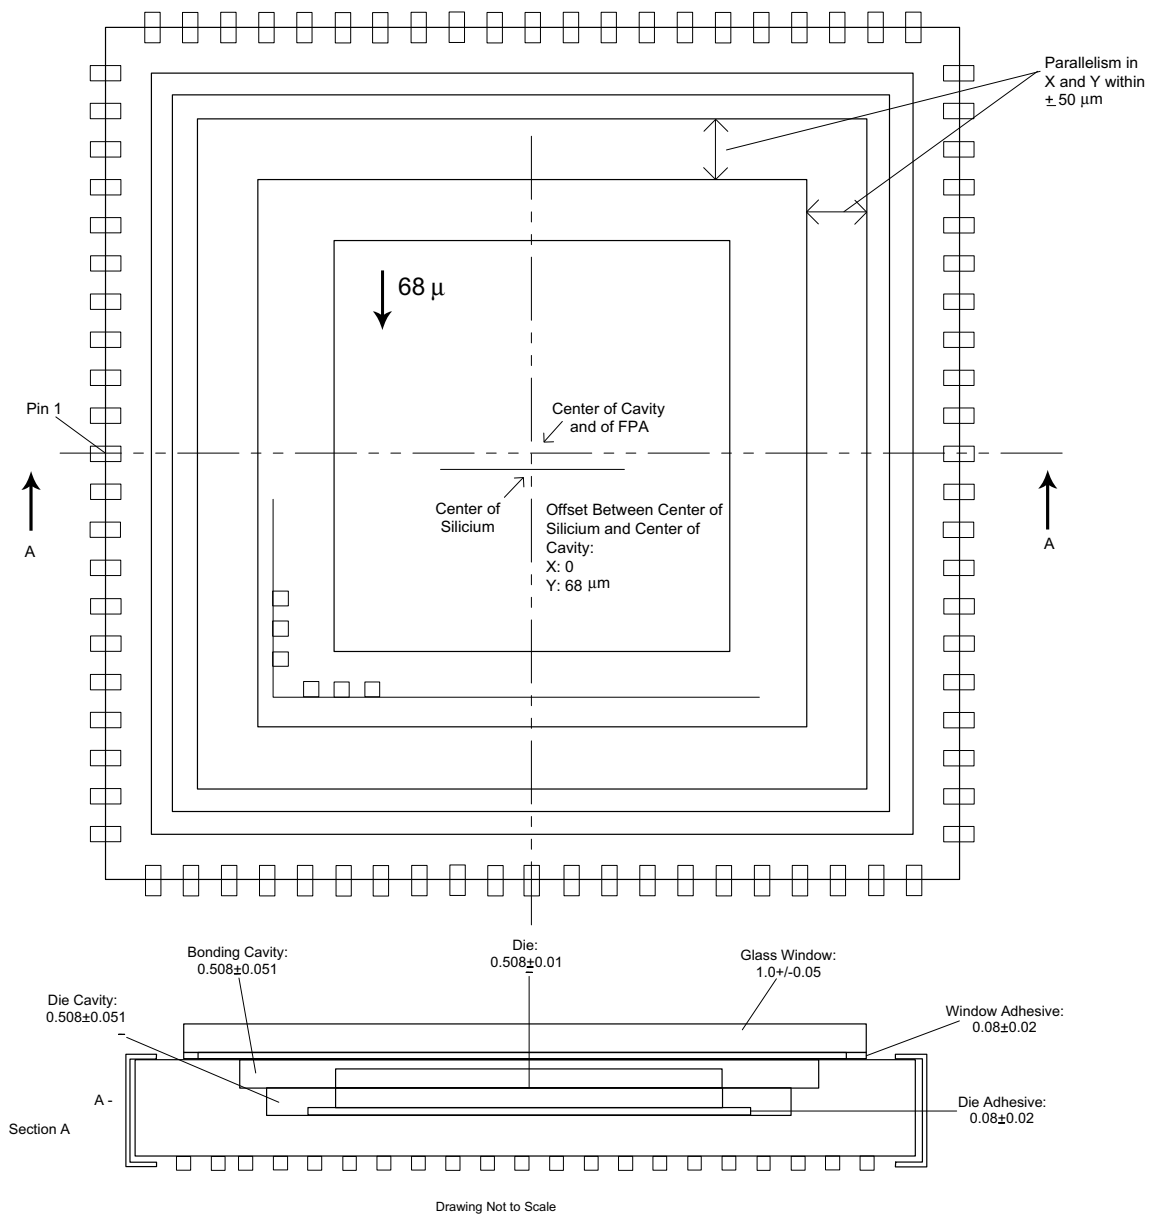 Parallelism in
X and Y within
± 50 µm
68 µ
Pin 1
Center of Cavity
and of FPA
Center of
Silicium
Offset Between Center of
Silicium and Center of
Cavity:
X: 0
Y: 68 µm
A
A
Bonding Cavity:
0.508±0.051
Die:
0.508±0.01
Glass Window:
1.0+/-0.05
Die Cavity:
0.508±0.051
Window Adhesive:
0.08±0.02
A -
Section A
Die Adhesive:
0.08±0.02
Drawing Not to Scale